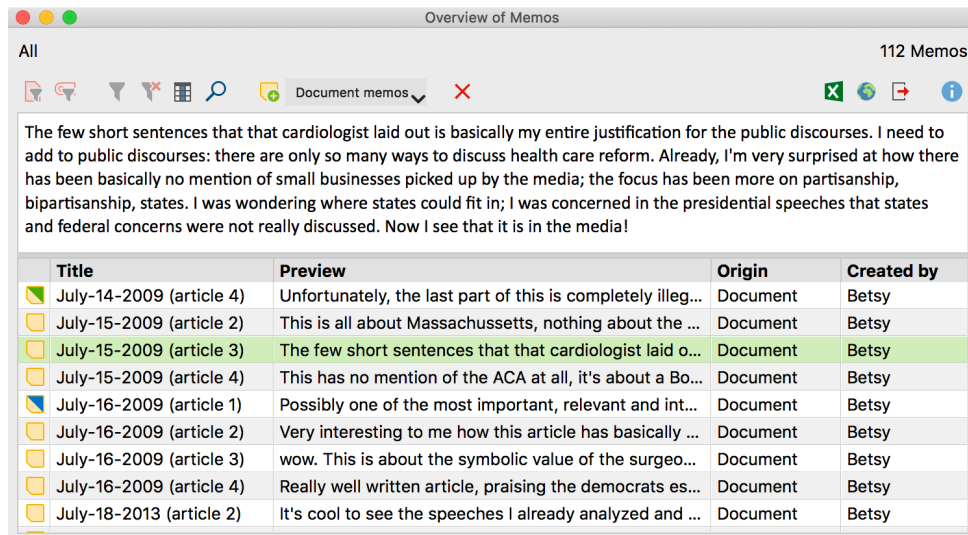 Overview of Memos
All 112 Memos
Document memos
The few short sentences that that cardiologist laid out is basically my entire justification for the public discourses. I need to
add to public discourses: there are only so many ways to discuss health care reform. Already, I'm very surprised at how there
has been basically no mention of small businesses picked up by the media; the focus has been more on partisanship,
bipartisanship, states. I was wondering where states could fit in; I was concerned in the presidential speeches that states
and federal concerns were not really discussed. Now I see that it is in the media!
Title Preview Origin Created by
July-14-2009 (article 4) Unfortunately, the last part of this is completely illeg... Document Betsy
July-15-2009 (article 2) This is all about Massachussetts, nothing about the ... Document Betsy
July-15-2009 (article 3) The few short sentences that that cardiologist laid o... Document Betsy
July-15-2009 (article 4) This has no mention of the ACA at all, it's about a Bo... Document Betsy
July-16-2009 (article 1) Possibly one of the most important, relevant and int... Document Betsy
July-16-2009 (article 2) Very interesting to me how this article has basically ... Document Betsy
July-16-2009 (article 3) wow. This is about the symbolic value of the surgeo... Document Betsy
July-16-2009 (article 4) Really well written article, praising the democrats es... Document Betsy
July-18-2013 (article 2) It's cool to see the speeches I already analyzed and ... Document Betsy